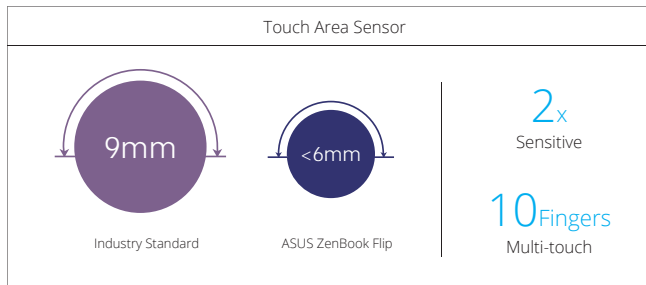 Touch Area Sensor
9mm
<6mm
Industry Standard
ASUS ZenBook Flip
2x
Sensitive
10Fingers
Multi-touch